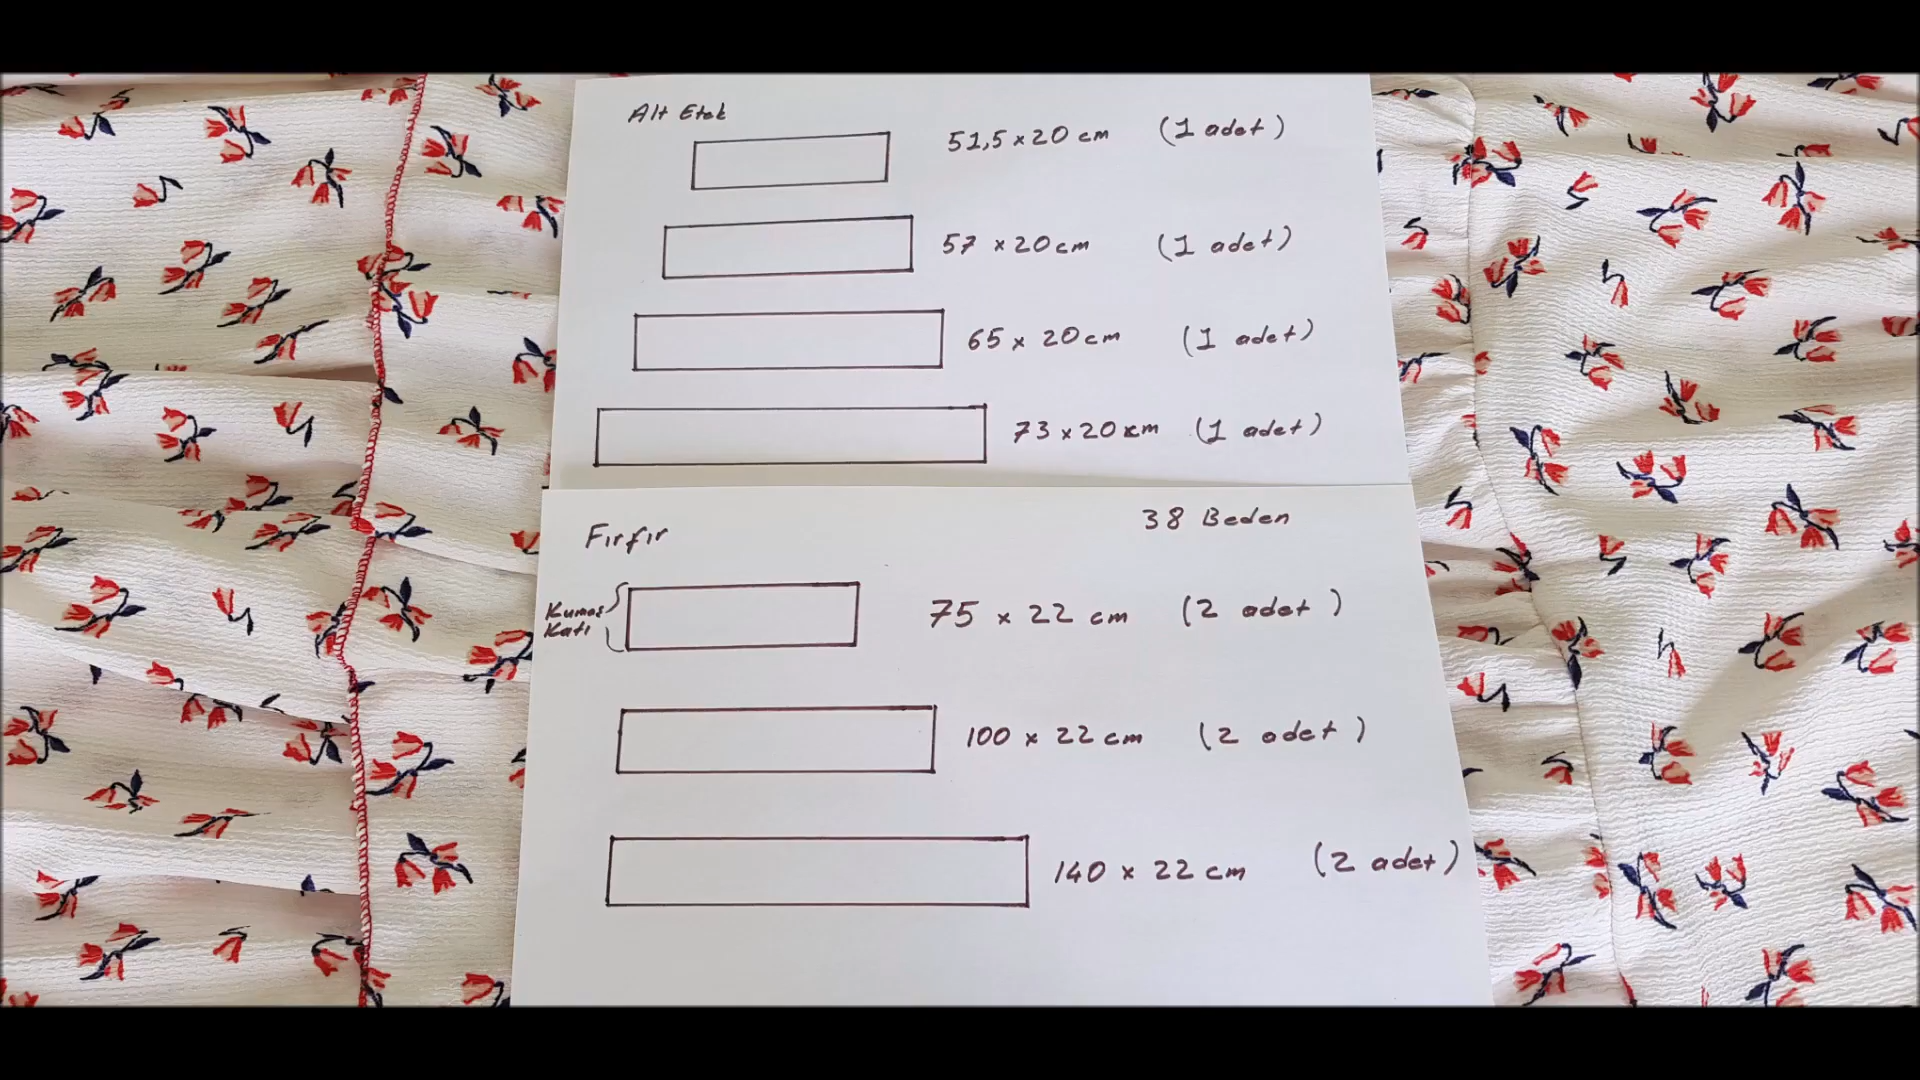 Alt Etek
51,5 x 20 cm (1 adet)
57 x 20 cm (1 adet)
65 x 20 cm (1 adet)
73 x 20 cm (1 adet)
Fırfır
38 Beden
Kumaş
Katı
75 x 22 cm (2 adet)
100 x 22 cm (2 adet)
140 x 22 cm (2 adet)